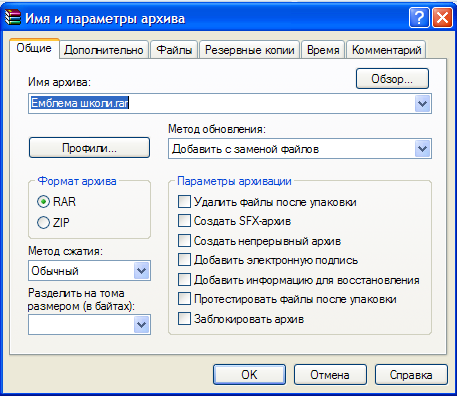 Имя и параметры архива
Общие Дополнительно Файлы Резервные копии Время Комментарий
Имя архива:
Обзор...
Емблема школи.rar
Метод обновления:
Профили...
Добавить с заменой файлов
Формат архива
RAR
ZIP
Метод сжатия:
Обычный
Разделить на тома
размером (в байтах):
Параметры архивации
Удалить файлы после упаковки
Создать SFX-архив
Создать непрерывный архив
Добавить электронную подпись
Добавить информацию для восстановления
Протестировать файлы после упаковки
Заблокировать архив
OK Отмена Справка